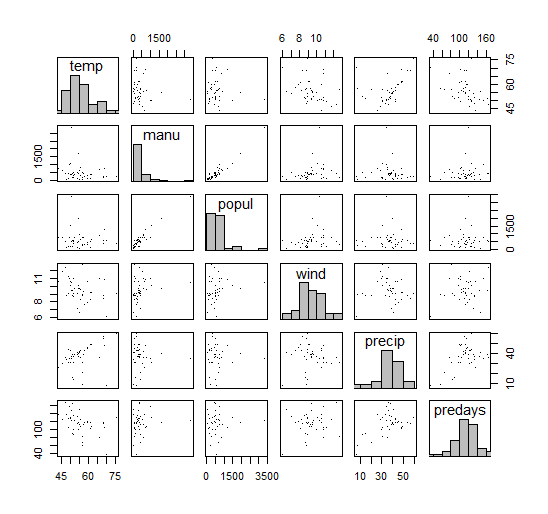 0 1500
6 8 10
40 100 160
temp
45 60 75
manu
0 1500
popul
0 1500
wind
6 8 11
precip
10 40
predays
40 100
45 60 75
0 1500 3500
10 30 50